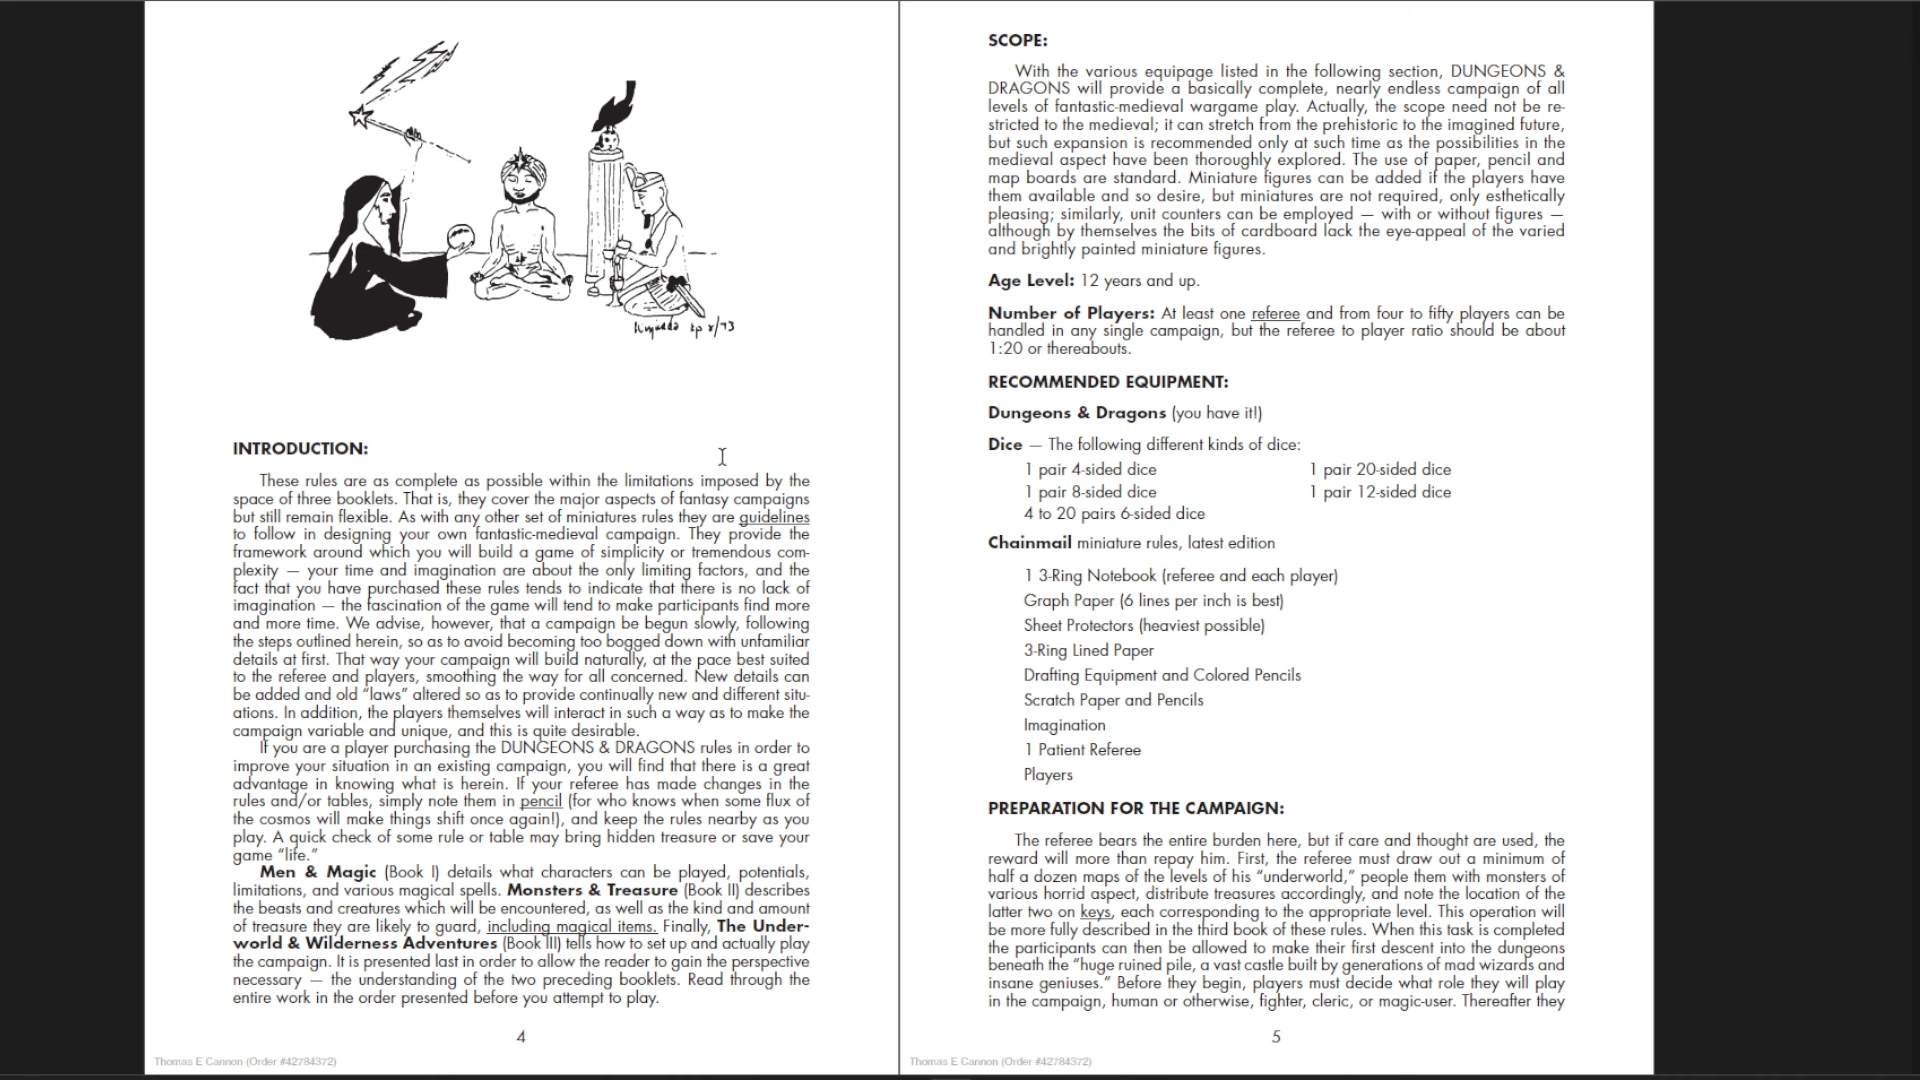 INTRODUCTION:
These rules are as complete as possible within the limitations imposed by the
space of three booklets. That is, they cover the major aspects of fantasy campaigns
but still remain flexible. As with any other set of miniatures rules they are guidelines
to follow in designing your own fantastic-medieval campaign. They provide the
framework around which you will build a game of simplicity or tremendous com-
plexity — your time and imagination are about the only limiting factors, and the
fact that you have purchased these rules tends to indicate that there is no lack of
imagination — the fascination of the game will tend to make participants find more
and more time. We advise, however, that a campaign be begun slowly, following
the steps outlined herein, so as to avoid becoming too bogged down with unfamiliar
details at first. That way your campaign will build naturally, at the pace best suited
to the referee and players, smoothing the way for all concerned. New details can
be added and old “laws” altered so as to provide continually new and different situ-
ations. In addition, the players themselves will interact in such a way as to make the
campaign variable and unique, and this is quite desirable.
If you are a player purchasing the DUNGEONS & DRAGONS rules in order to
improve your situation in an existing campaign, you will find that there is a great
advantage in knowing what is herein. If your referee has made changes in the
rules and/or tables, simply note them in pencil (for who knows when some flux of
the cosmos will make things shift once again!), and keep the rules nearby as you
play. A quick check of some rule or table may bring hidden treasure or save your
game “life.”
Men & Magic (Book I) details what characters can be played, potentials,
limitations, and various magical spells. Monsters & Treasure (Book II) describes
the beasts and creatures which will be encountered, as well as the kind and amount
of treasure they are likely to guard, including magical items. Finally, The Under-
world & Wilderness Adventures (Book III) tells how to set up and actually play
the campaign. It is presented last in order to allow the reader to gain the perspective
necessary — the understanding of the two preceding booklets. Read through the
entire work in the order presented before you attempt to play.
4
Thomas E Cannon (Order #42784372)
SCOPE:
With the various equipage listed in the following section, DUNGEONS &
DRAGONS will provide a basically complete, nearly endless campaign of all
levels of fantastic-medieval wargame play. Actually, the scope need not be re-
stricted to the medieval; it can stretch from the prehistoric to the imagined future,
but such expansion is recommended only at such time as the possibilities in the
medieval aspect have been thoroughly explored. The use of paper, pencil and
map boards are standard. Miniature figures can be added if the players have
them available and so desire, but miniatures are not required, only esthetically
pleasing; similarly, unit counters can be employed — with or without figures —
although by themselves the bits of cardboard lack the eye-appeal of the varied
and brightly painted miniature figures.
Age Level: 12 years and up.
Number of Players: At least one referee and from four to fifty players can be
handled in any single campaign, but the referee to player ratio should be about
1:20 or thereabouts.
RECOMMENDED EQUIPMENT:
Dungeons & Dragons (you have it!)
Dice — The following different kinds of dice:
1 pair 4-sided dice 1 pair 20-sided dice
1 pair 8-sided dice 1 pair 12-sided dice
4 to 20 pairs 6-sided dice
Chainmail miniature rules, latest edition
1 3-Ring Notebook (referee and each player)
Graph Paper (6 lines per inch is best)
Sheet Protectors (heaviest possible)
3-Ring Lined Paper
Drafting Equipment and Colored Pencils
Scratch Paper and Pencils
Imagination
1 Patient Referee
Players
PREPARATION FOR THE CAMPAIGN:
The referee bears the entire burden here, but if care and thought are used, the
reward will more than repay him. First, the referee must draw out a minimum of
half a dozen maps of the levels of his “underworld,” people them with monsters of
various horrid aspect, distribute treasures accordingly, and note the location of the
latter two on keys, each corresponding to the appropriate level. This operation will
be more fully described in the third book of these rules. When this task is completed
the participants can then be allowed to make their first descent into the dungeons
beneath the “huge ruined pile, a vast castle built by generations of mad wizards and
insane geniuses.” Before they begin, players must decide what role they will play
in the campaign, human or otherwise, fighter, cleric, or magic-user. Thereafter they
5
Thomas E Cannon (Order #42784372)